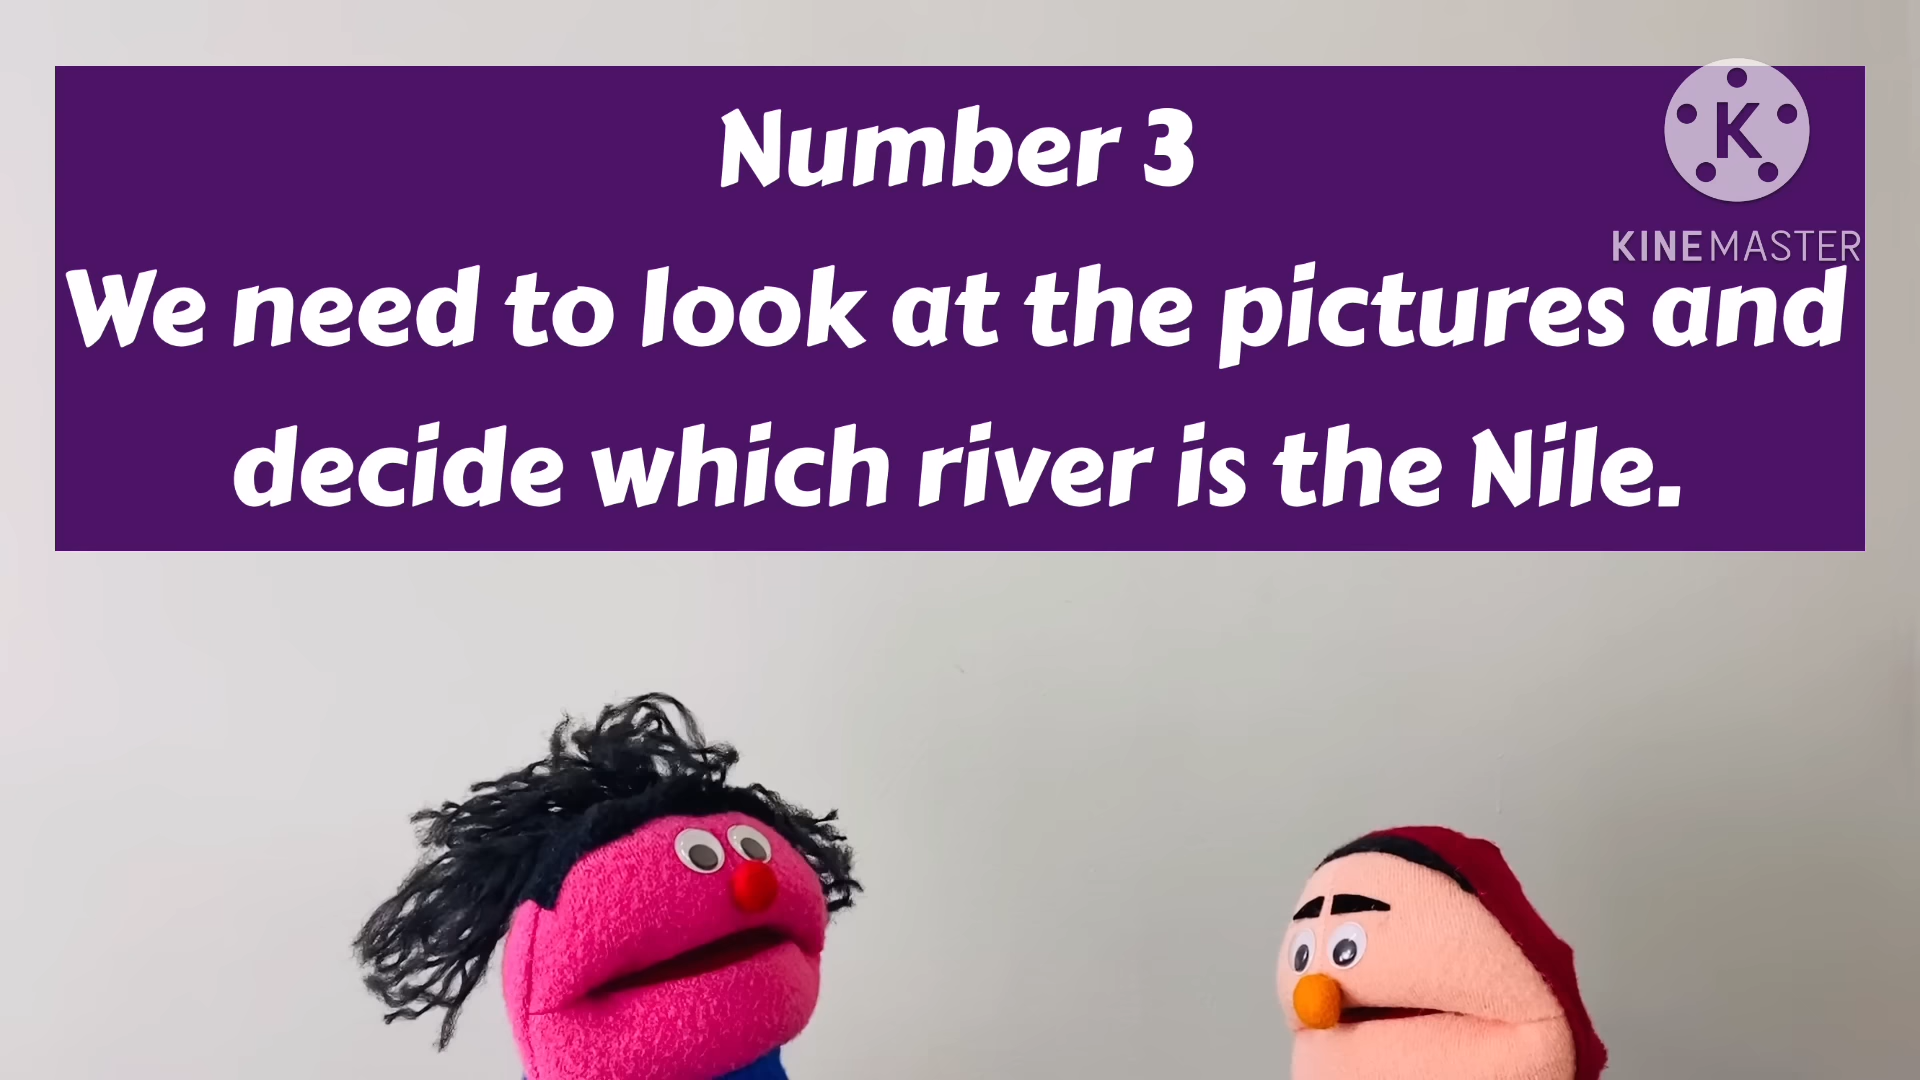 Number 3
We need to look at the pictures and
decide which river is the Nile.
K
KINEMASTER